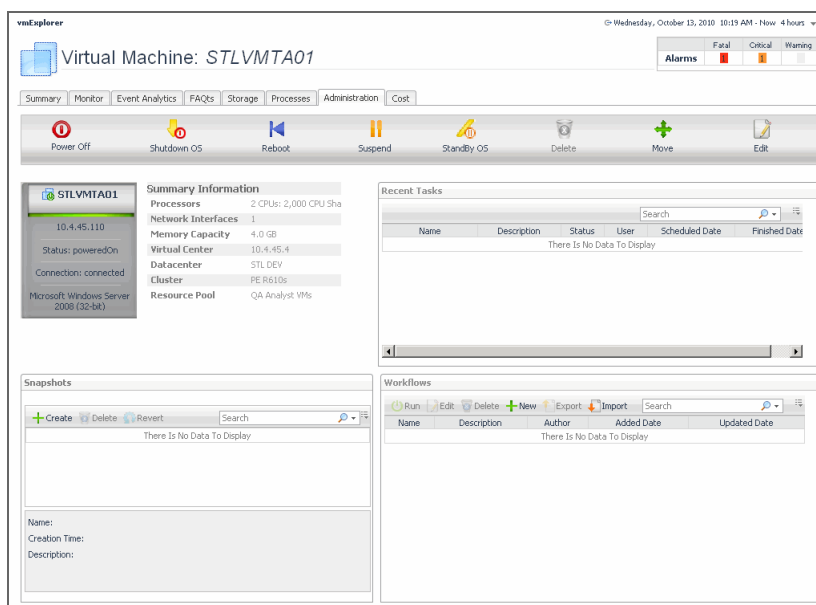 vmExplorer
Wednesday, October 13, 2010 10:19 AM - Now 4 hours
Virtual Machine: STLVMTA01
Fatal Critical Warning
Alarms 1 1
Summary Monitor Event Analytics FAQts Storage Processes Administration Cost
Power Off Shutdown OS Reboot Suspend StandBy OS Delete Move Edit
STLVMTA01
10.4.45.110
Status: poweredOn
Connection: connected
Microsoft Windows Server
2008 (32-bit)
Summary Information
Processors 2 CPUs: 2,000 CPU Sha
Network Interfaces 1
Memory Capacity 4.0 GB
Virtual Center 10.4.45.4
Datacenter STL DEV
Cluster PE R610s
Resource Pool QA Analyst VMs
Recent Tasks
Search
Name Description Status User Scheduled Date Finished Date
There Is No Data To Display
Snapshots
Create Delete Revert Search
There Is No Data To Display
Name:
Creation Time:
Description:
Workflows
Run Edit Delete New Export Import Search
Name Description Author Added Date Updated Date
There Is No Data To Display